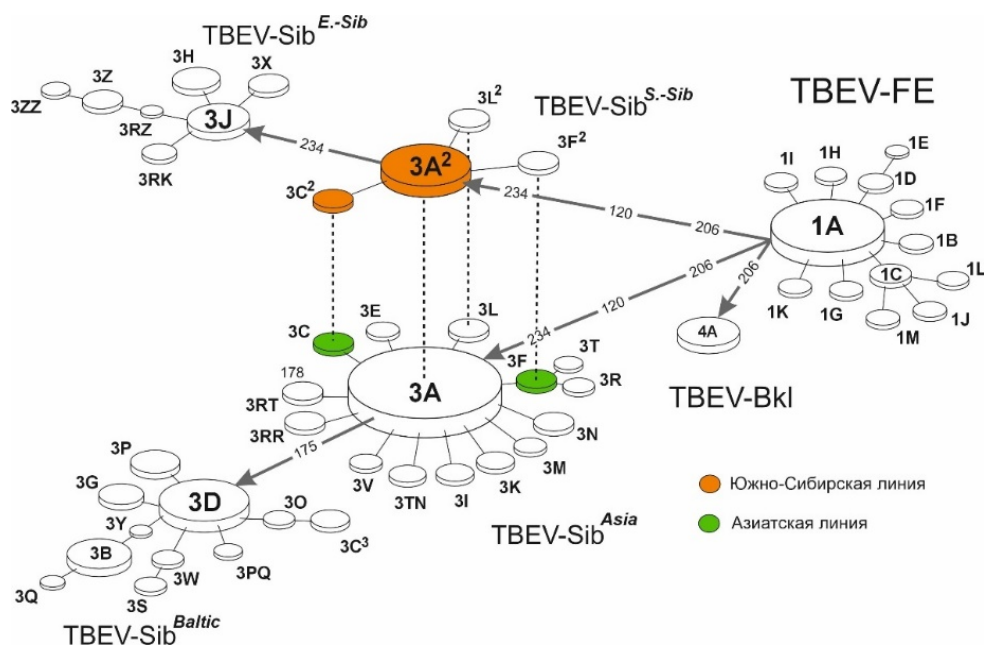 TBEV-Sib E.-Sib
3H
3X
3Z
3ZZ
3RZ
3J
3RK
234
3L²
TBEV-Sib S.-Sib
3A²
3F²
3C²
234
120
206
TBEV-FE
1E
1I
1H
1D
1A
1F
1B
1C
1L
1K
1G
1J
1M
206
4A
TBEV-Bkl
206
120
234
3C
3E
3L
3F
3T
3R
3A
178
3RT
3RR
3N
3M
3K
3I
3TN
3V
TBEV-Sib Asia
175
3P
3G
3D
3Y
3O
3C³
3B
3Q
3W
3PQ
3S
TBEV-Sib Baltic
Южно-Сибирская линия
Азиатская линия